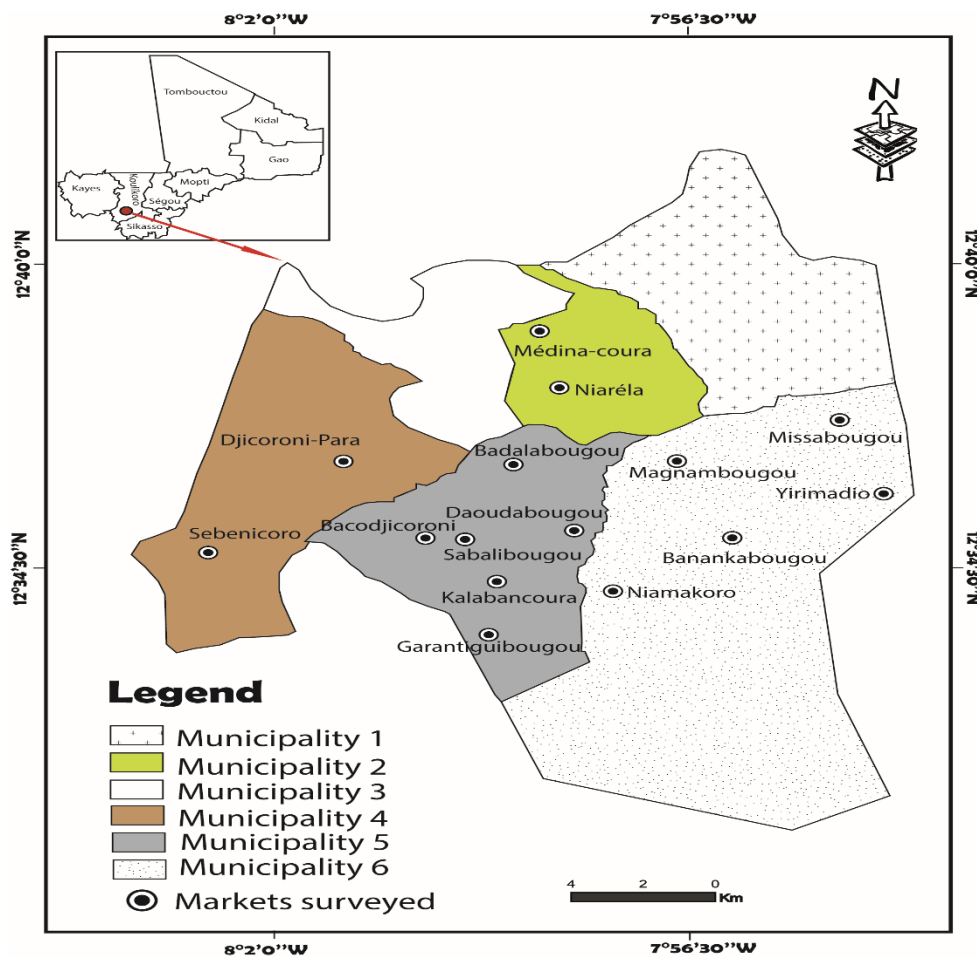 8°2'0"W
7°56'30"W
Tombouctou
Kidal
Gao
Kayes
Koulikoro
Ségou
Mopti
Sikasso
N
12°40'0"N
12°40'0"N
Médina-coura
Niaréla
Missabougou
Djicoroni-Para
Badalabougou
Magnambougou
Yirimadio
Sebenicoro
Bacodjicoroni
Daoudabougou
Sabalibougou
Banankabougou
12°34'30"N
12°34'30"N
Kalabancoura
Niamakoro
Garantiguibougou
Legend
Municipality 1
Municipality 2
Municipality 3
Municipality 4
Municipality 5
Municipality 6
Markets surveyed
4 2 0
Km
8°2'0"W
7°56'30"W